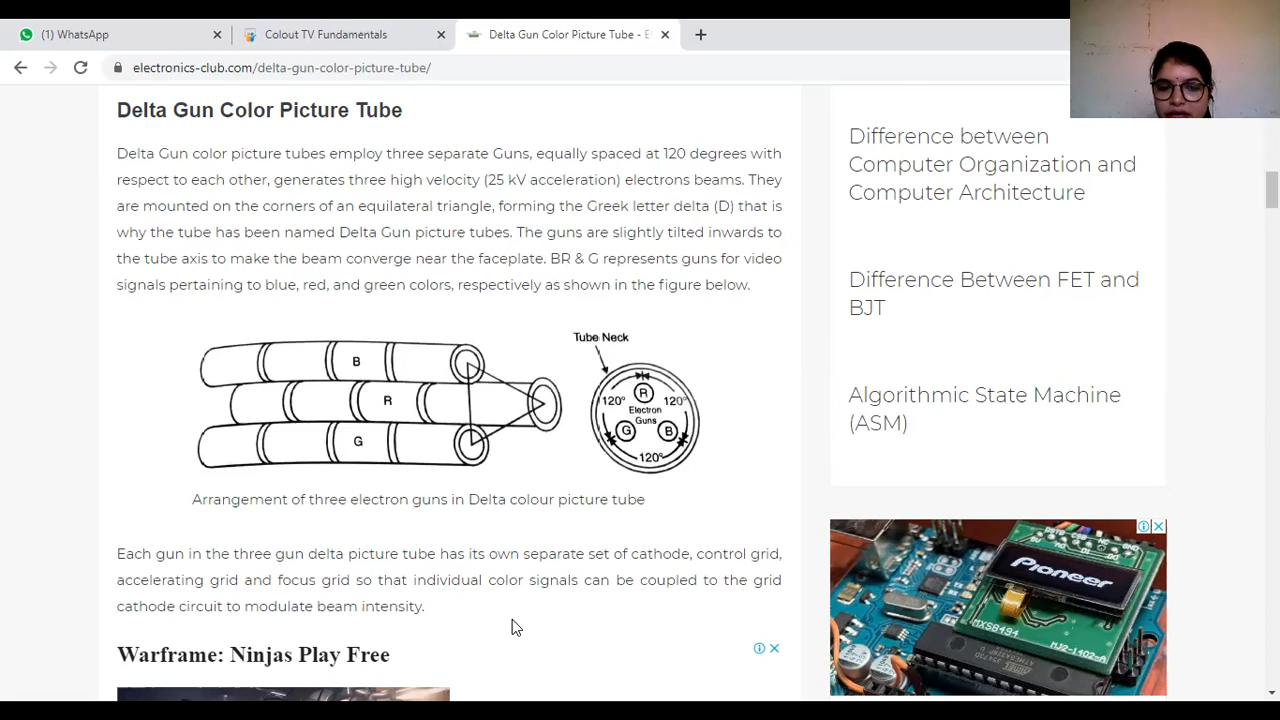 (1) WhatsApp
Colout TV Fundamentals
Delta Gun Color Picture Tube - El
electronics-club.com/delta-gun-color-picture-tube/
Delta Gun Color Picture Tube
Delta Gun color picture tubes employ three separate Guns, equally spaced at 120 degrees with
respect to each other, generates three high velocity (25 kV acceleration) electrons beams. They
are mounted on the corners of an equilateral triangle, forming the Greek letter delta (D) that is
why the tube has been named Delta Gun picture tubes. The guns are slightly tilted inwards to
the tube axis to make the beam converge near the faceplate. BR & G represents guns for video
signals pertaining to blue, red, and green colors, respectively as shown in the figure below.
B
R
G
Tube Neck
R
120°
120°
Electron
Guns
G
B
120°
Arrangement of three electron guns in Delta colour picture tube
Each gun in the three gun delta picture tube has its own separate set of cathode, control grid,
accelerating grid and focus grid so that individual color signals can be coupled to the grid
cathode circuit to modulate beam intensity.
Warframe: Ninjas Play Free
Difference between
Computer Organization and
Computer Architecture
Difference Between FET and
BJT
Algorithmic State Machine
(ASM)
Pioneer
MXS8494
MJ2-1402-A